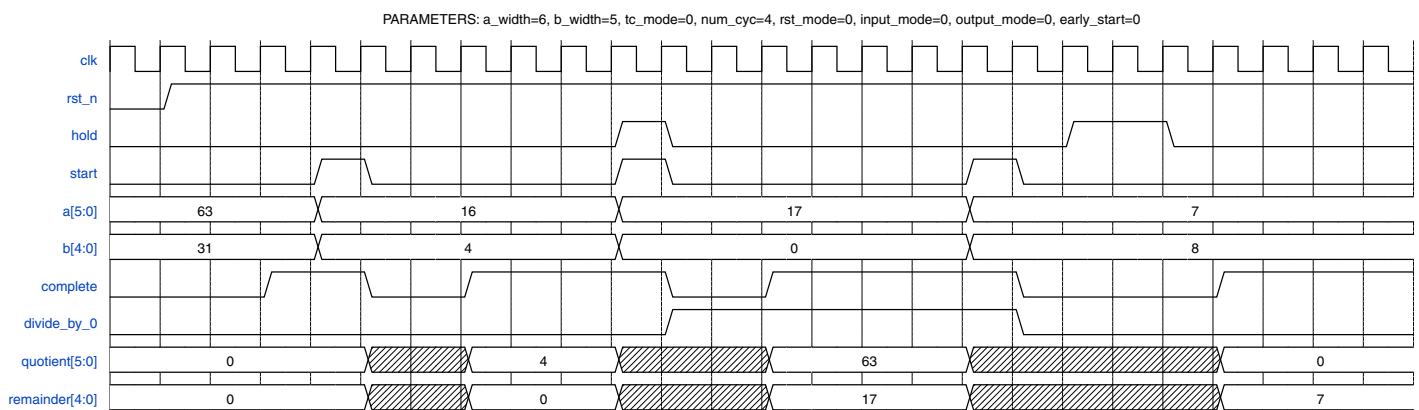 PARAMETERS: a_width=6, b_width=5, tc_mode=0, num_cyc=4, rst_mode=0, input_mode=0, output_mode=0, early_start=0
clk
rst_n
hold
start
a[5:0] 63 16 17 7
b[4:0] 31 4 0 8
complete
divide_by_0
quotient[5:0] 0 4 63 0
remainder[4:0] 0 0 17 7